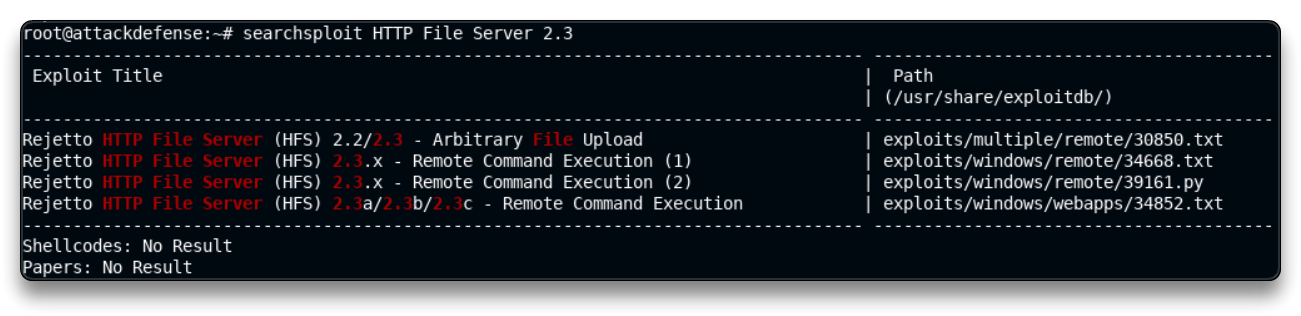 root@attackdefense:~# searchsploit HTTP File Server 2.3
Exploit Title | Path
| (/usr/share/exploitdb/)
Rejetto HTTP File Server (HFS) 2.2/2.3 - Arbitrary File Upload | exploits/multiple/remote/30850.txt
Rejetto HTTP File Server (HFS) 2.3.x - Remote Command Execution (1) | exploits/windows/remote/34668.txt
Rejetto HTTP File Server (HFS) 2.3.x - Remote Command Execution (2) | exploits/windows/remote/39161.py
Rejetto HTTP File Server (HFS) 2.3a/2.3b/2.3c - Remote Command Execution | exploits/windows/webapps/34852.txt
Shellcodes: No Result
Papers: No Result